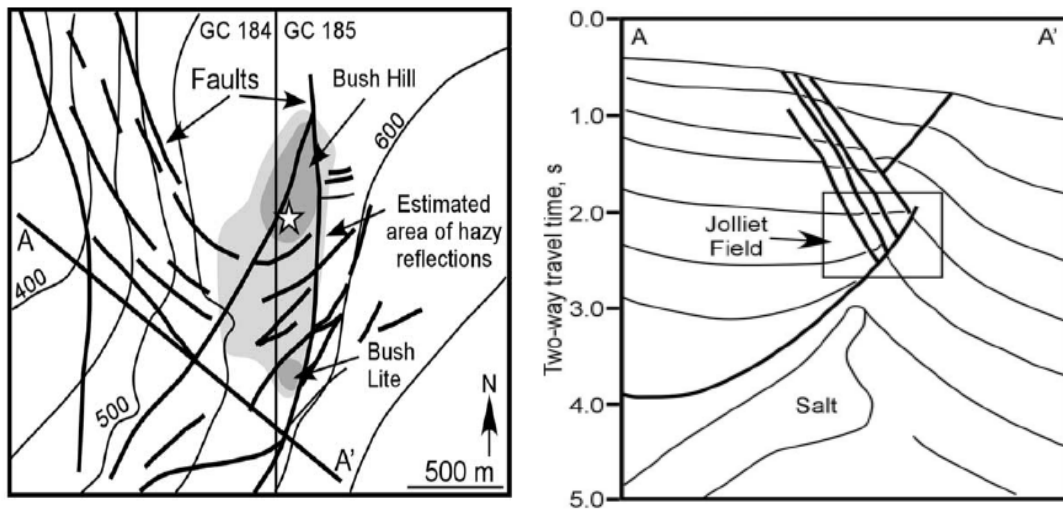 GC 184 GC 185
Faults
Bush Hill
600
A
Estimated
area of hazy
reflections
400
Bush
Lite
500
N
A'
500 m
0.0
A A'
1.0
2.0
Jolliet
Field
3.0
Salt
4.0
5.0
Two-way travel time, s